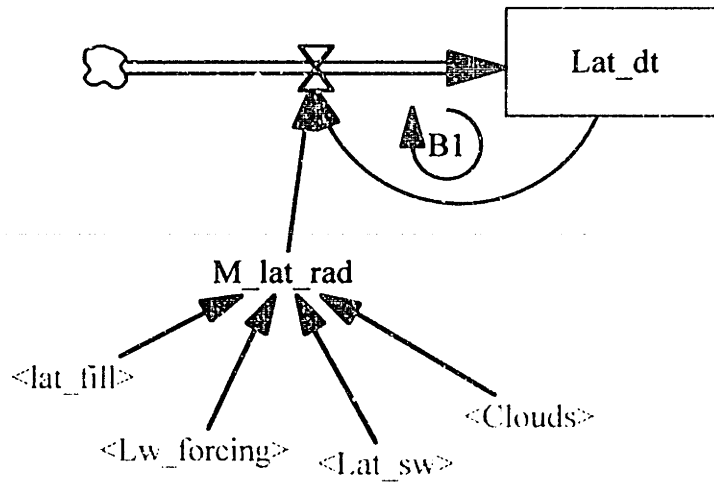 Lat_dt
B1
M_lat_rad
<lat_fill>
<Clouds>
<Lw_forcing>
<Lat_sw>